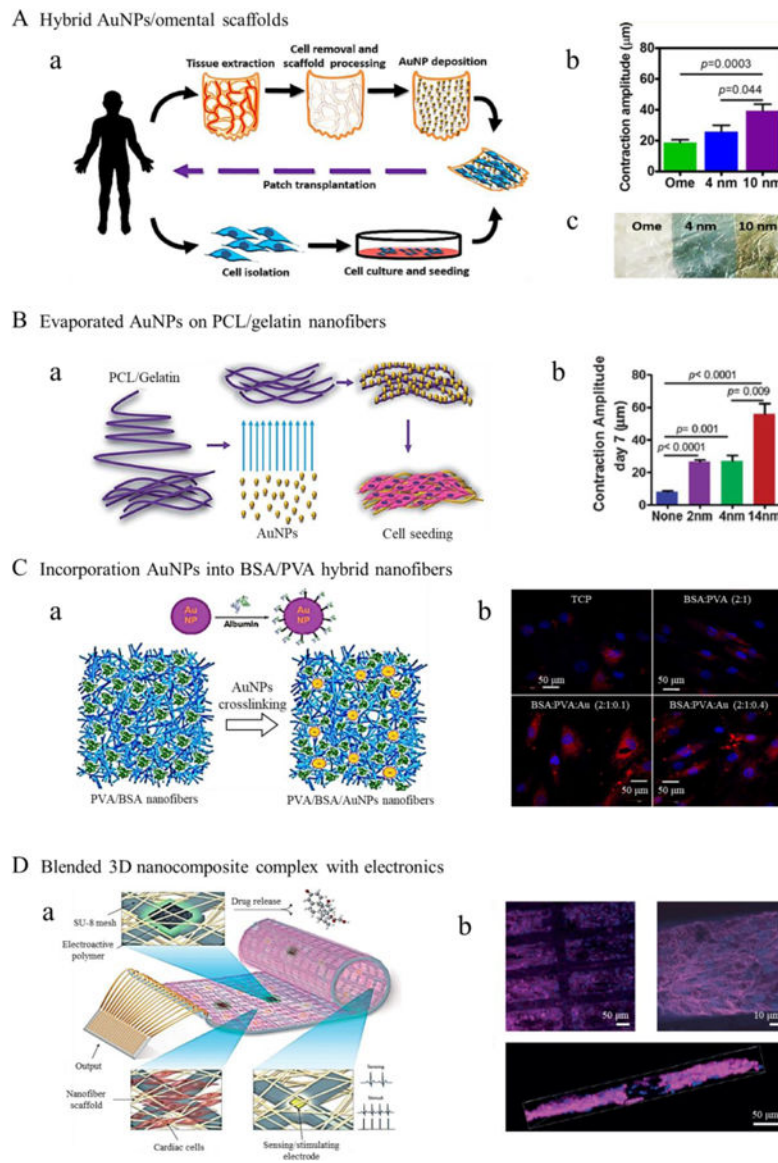 A Hybrid AuNPs/omental scaffolds
a
Tissue extraction
Cell removal and
scaffold processing
AuNP deposition
Patch transplantation
Cell isolation
Cell culture and seeding
b
Contraction amplitude (μm)
80
60
40
20
0
p=0.0003
p=0.044
Ome 4 nm 10 nm
c
Ome 4 nm 10 nm
B Evaporated AuNPs on PCL/gelatin nanofibers
a
PCL/Gelatin
AuNPs
Cell seeding
b
Contraction Amplitude
day 7 (μm)
80
60
40
20
0
p< 0.0001
p= 0.009
p= 0.001
p< 0.0001
None 2nm 4nm 14nm
C Incorporation AuNPs into BSA/PVA hybrid nanofibers
a
Au
NP
Albumin
Au
NP
AuNPs
crosslinking
PVA/BSA nanofibers
PVA/BSA/AuNPs nanofibers
b
TCP
50 μm
BSA:PVA (2:1)
50 μm
BSA:PVA:Au (2:1:0.1)
50 μm
BSA:PVA:Au (2:1:0.4)
50 μm
D Blended 3D nanocomposite complex with electronics
a
SU-8 mesh
Electroactive
polymer
Drug release
Output
Nanofiber
scaffold
Cardiac cells
Sensing/stimulating
electrode
Sensing
Stimuli
b
50 μm
10 μm
50 μm